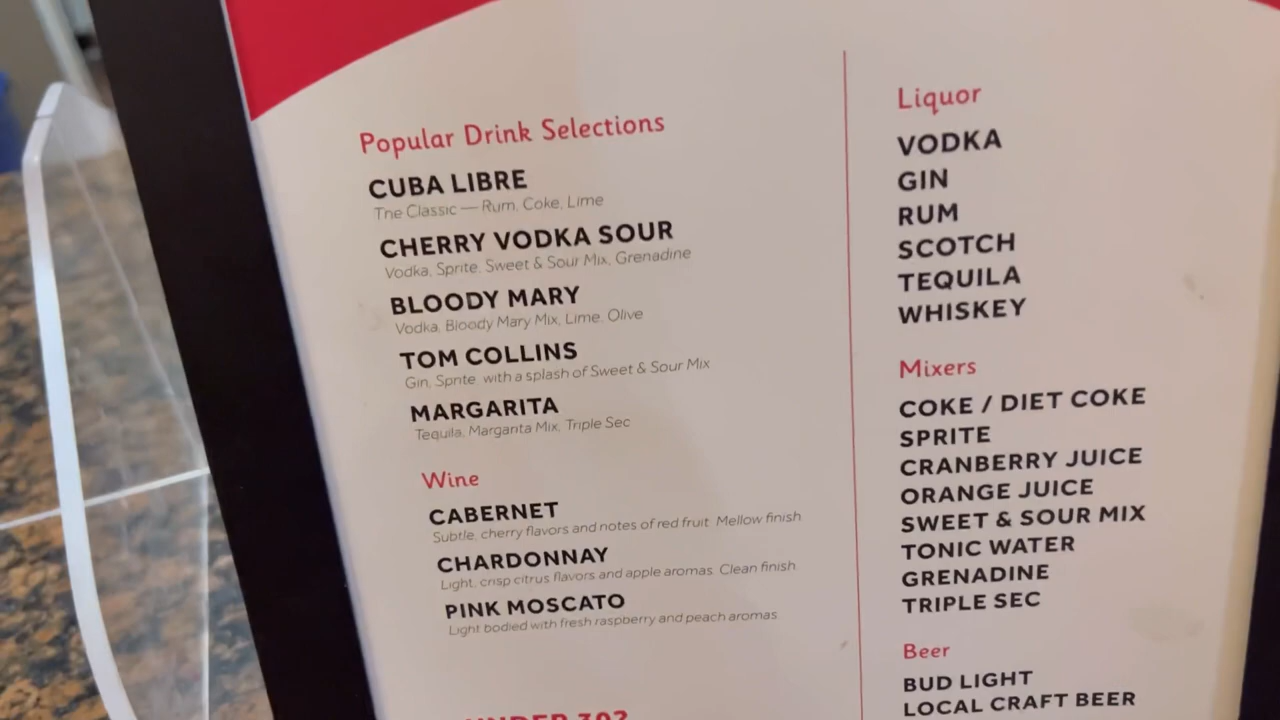 Popular Drink Selections
CUBA LIBRE
The Classic — Rum, Coke, Lime
CHERRY VODKA SOUR
Vodka, Sprite, Sweet & Sour Mix, Grenadine
BLOODY MARY
Vodka, Bloody Mary Mix, Lime, Olive
TOM COLLINS
Gin, Sprite, with a splash of Sweet & Sour Mix
MARGARITA
Tequila, Margarita Mix, Triple Sec
Wine
CABERNET
Subtle, cherry flavors and notes of red fruit. Mellow finish
CHARDONNAY
Light, crisp citrus flavors and apple aromas. Clean finish
PINK MOSCATO
Light bodied with fresh raspberry and peach aromas
UNDER 30?
Liquor
VODKA
GIN
RUM
SCOTCH
TEQUILA
WHISKEY
Mixers
COKE / DIET COKE
SPRITE
CRANBERRY JUICE
ORANGE JUICE
SWEET & SOUR MIX
TONIC WATER
GRENADINE
TRIPLE SEC
Beer
BUD LIGHT
LOCAL CRAFT BEER